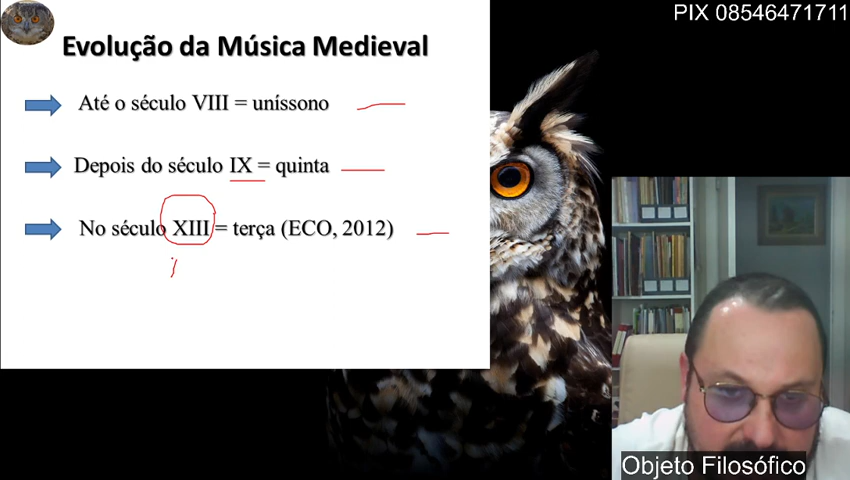 PIX 08546471711
Evolução da Música Medieval
Até o século VIII = uníssono
Depois do século IX = quinta
No século XIII = terça (ECO, 2012)
Objeto Filosófico